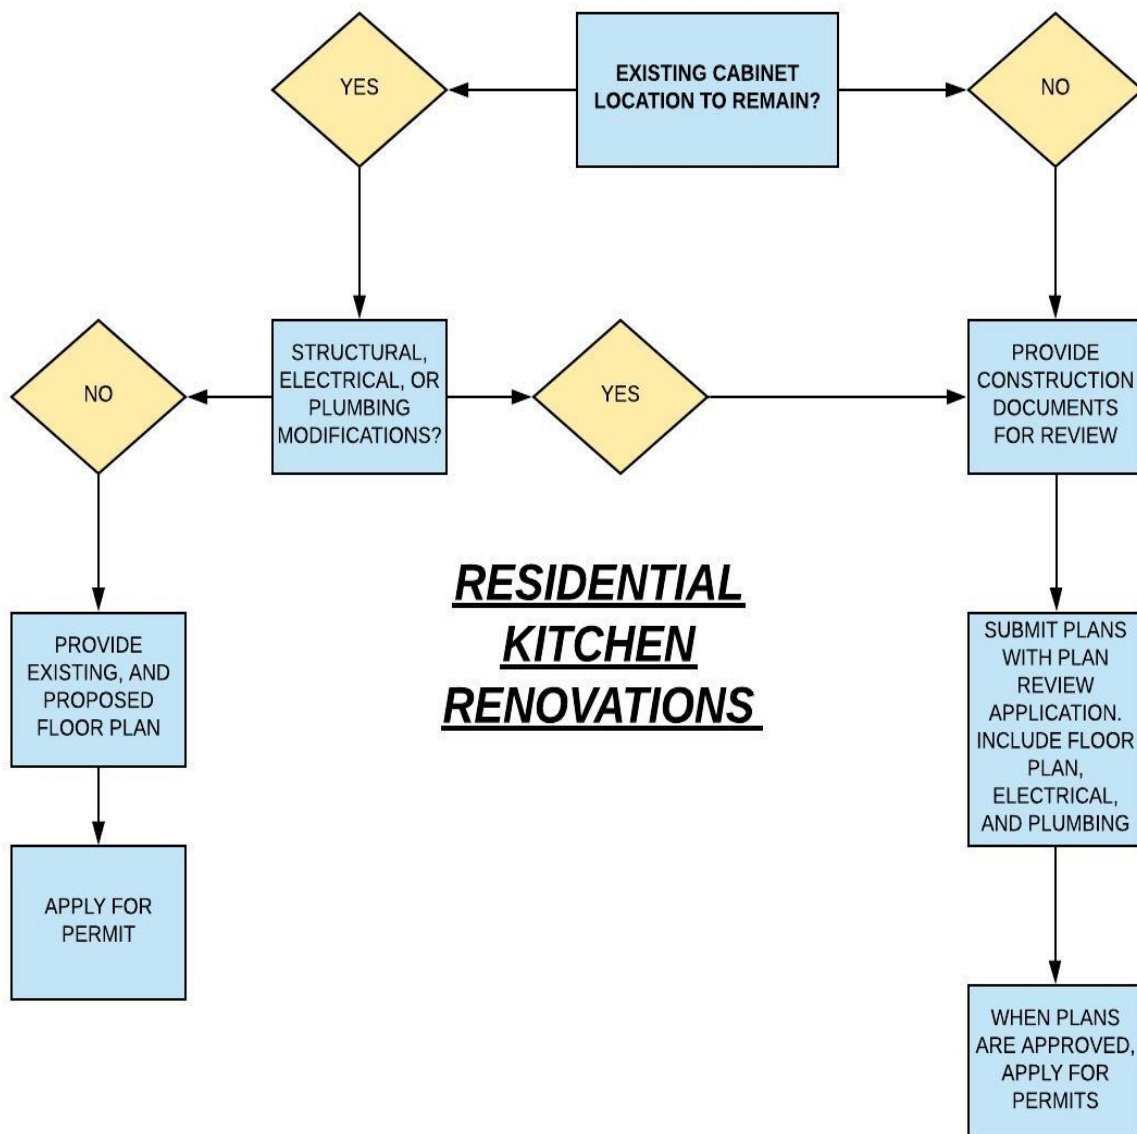 YES
EXISTING CABINET
LOCATION TO REMAIN?
NO
NO
STRUCTURAL,
ELECTRICAL, OR
PLUMBING
MODIFICATIONS?
YES
PROVIDE
CONSTRUCTION
DOCUMENTS
FOR REVIEW
RESIDENTIAL
KITCHEN
RENOVATIONS
PROVIDE
EXISTING, AND
PROPOSED
FLOOR PLAN
SUBMIT PLANS
WITH PLAN
REVIEW
APPLICATION.
INCLUDE FLOOR
PLAN,
ELECTRICAL,
AND PLUMBING
APPLY FOR
PERMIT
WHEN PLANS
ARE APPROVED,
APPLY FOR
PERMITS